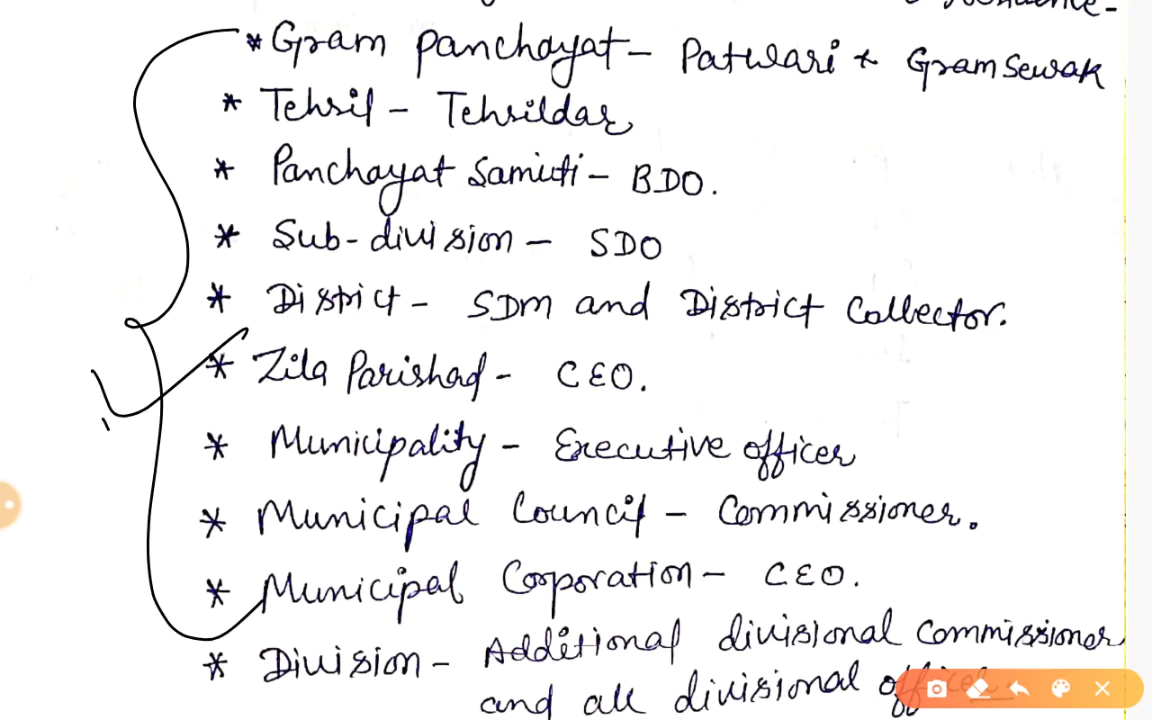 * Gram panchayat - Patwari + Gram Sewak
* Tehsil - Tehsildar
* Panchayat Samiti - BDO.
* Sub-division - SDO
* District - SDM and District Collector.
* Zila Parishad - CEO.
* Municipality - Executive officer
* Municipal Council - Commissioner.
* Municipal Corporation - CEO.
* Division - Additional divisional Commissioner
and all divisional